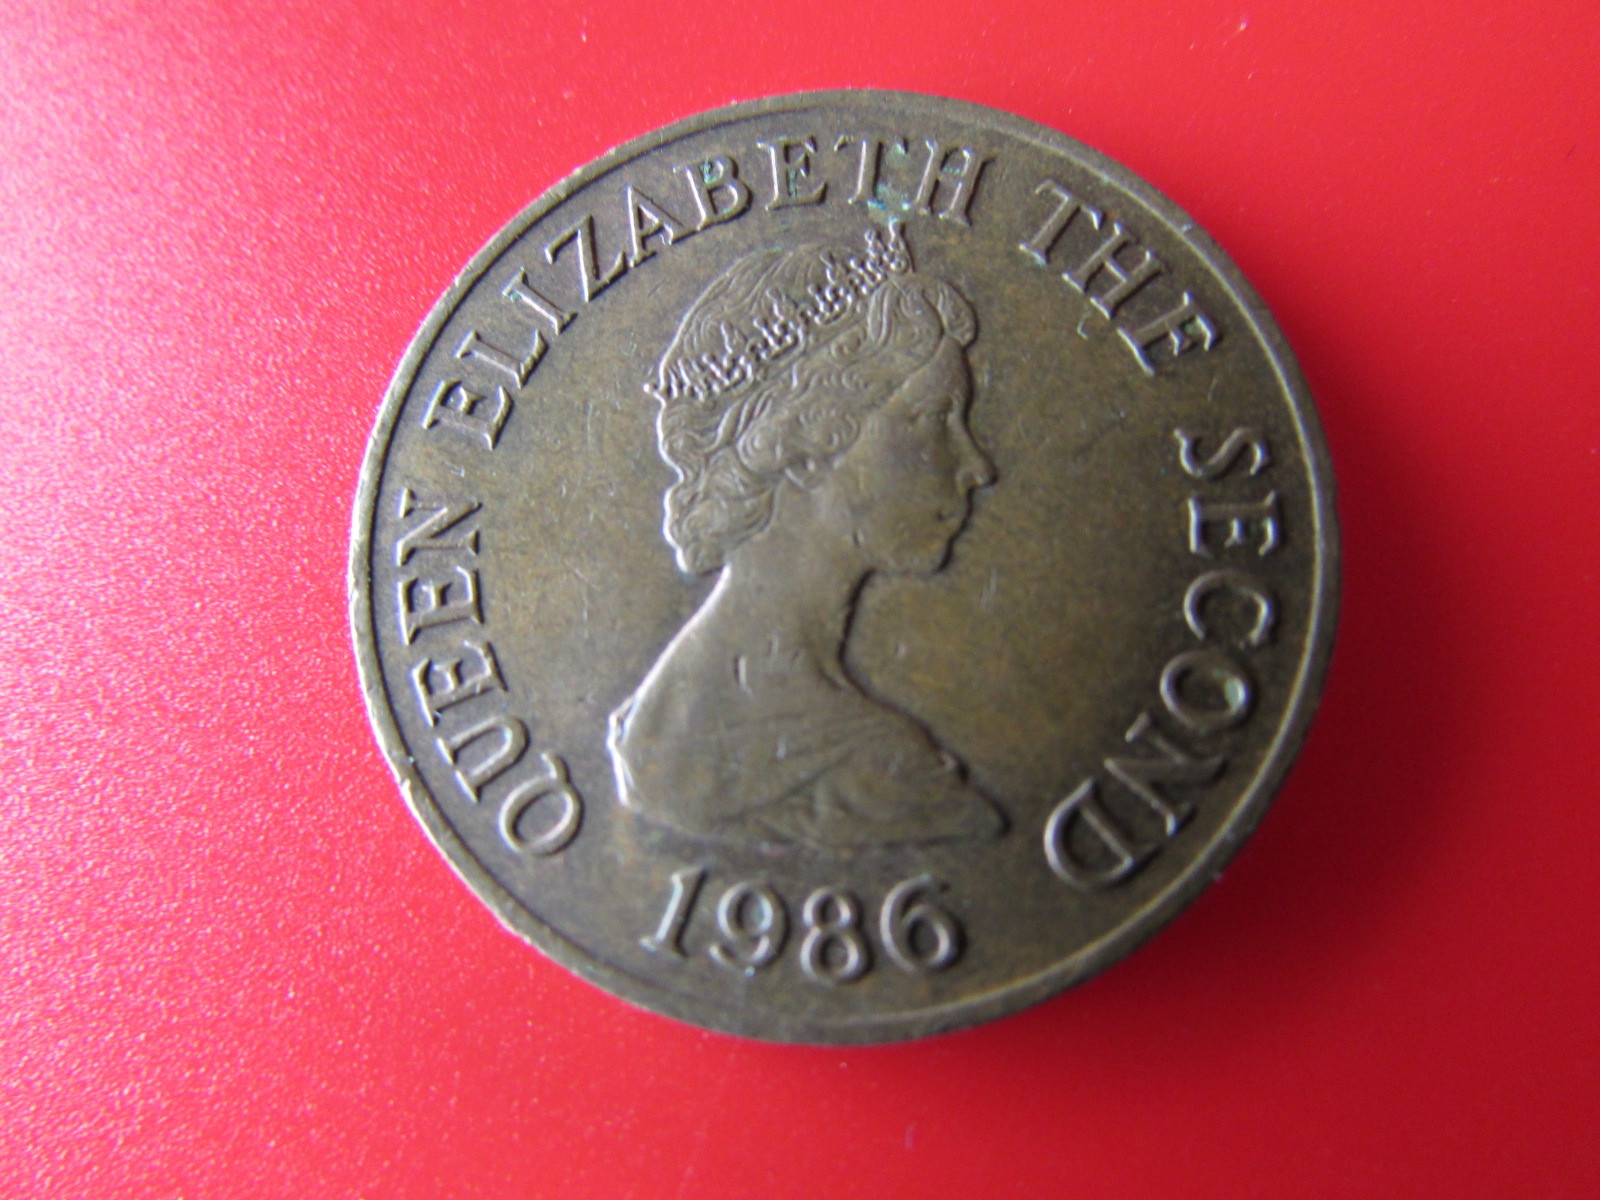 QUEEN ELIZABETH THE SECOND
1986